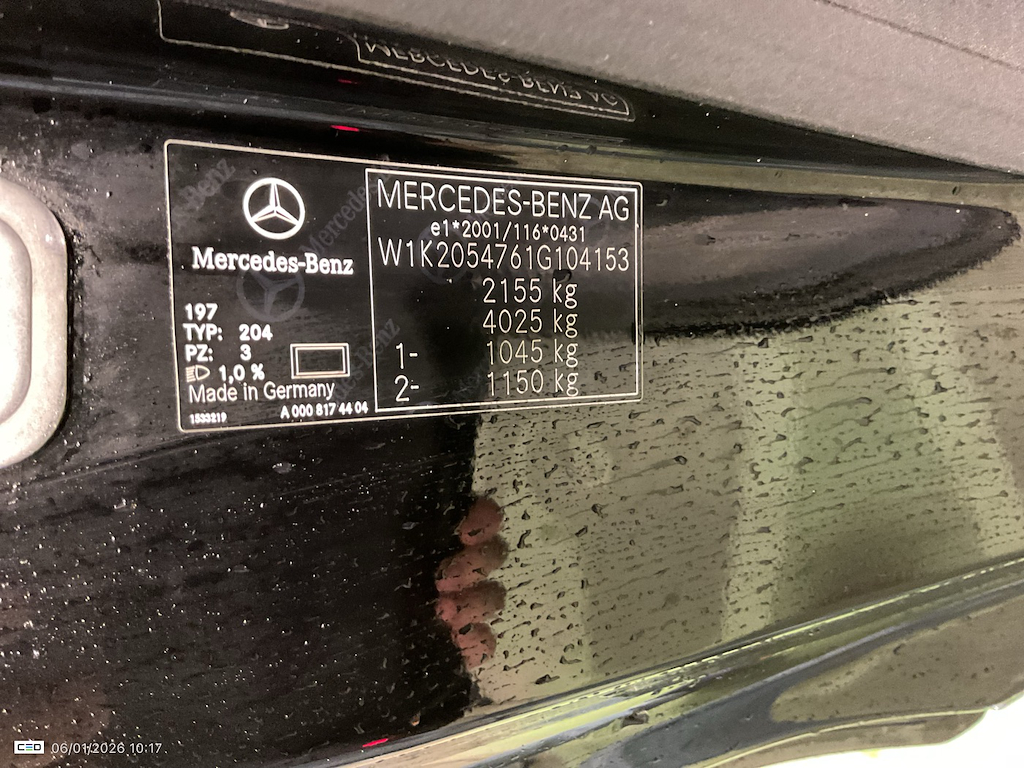 MERCEDES-BENZ AG
MERCEDES-BENZ AG
e1*2001/116*0431
W1K2054761G104153
2155 kg
4025 kg
1- 1045 kg
2- 1150 kg
Mercedes-Benz
197
TYP: 204
PZ: 3
1,0 %
Made in Germany
1533219 A 000 817 44 04
CEO 06/01/2026 10:17